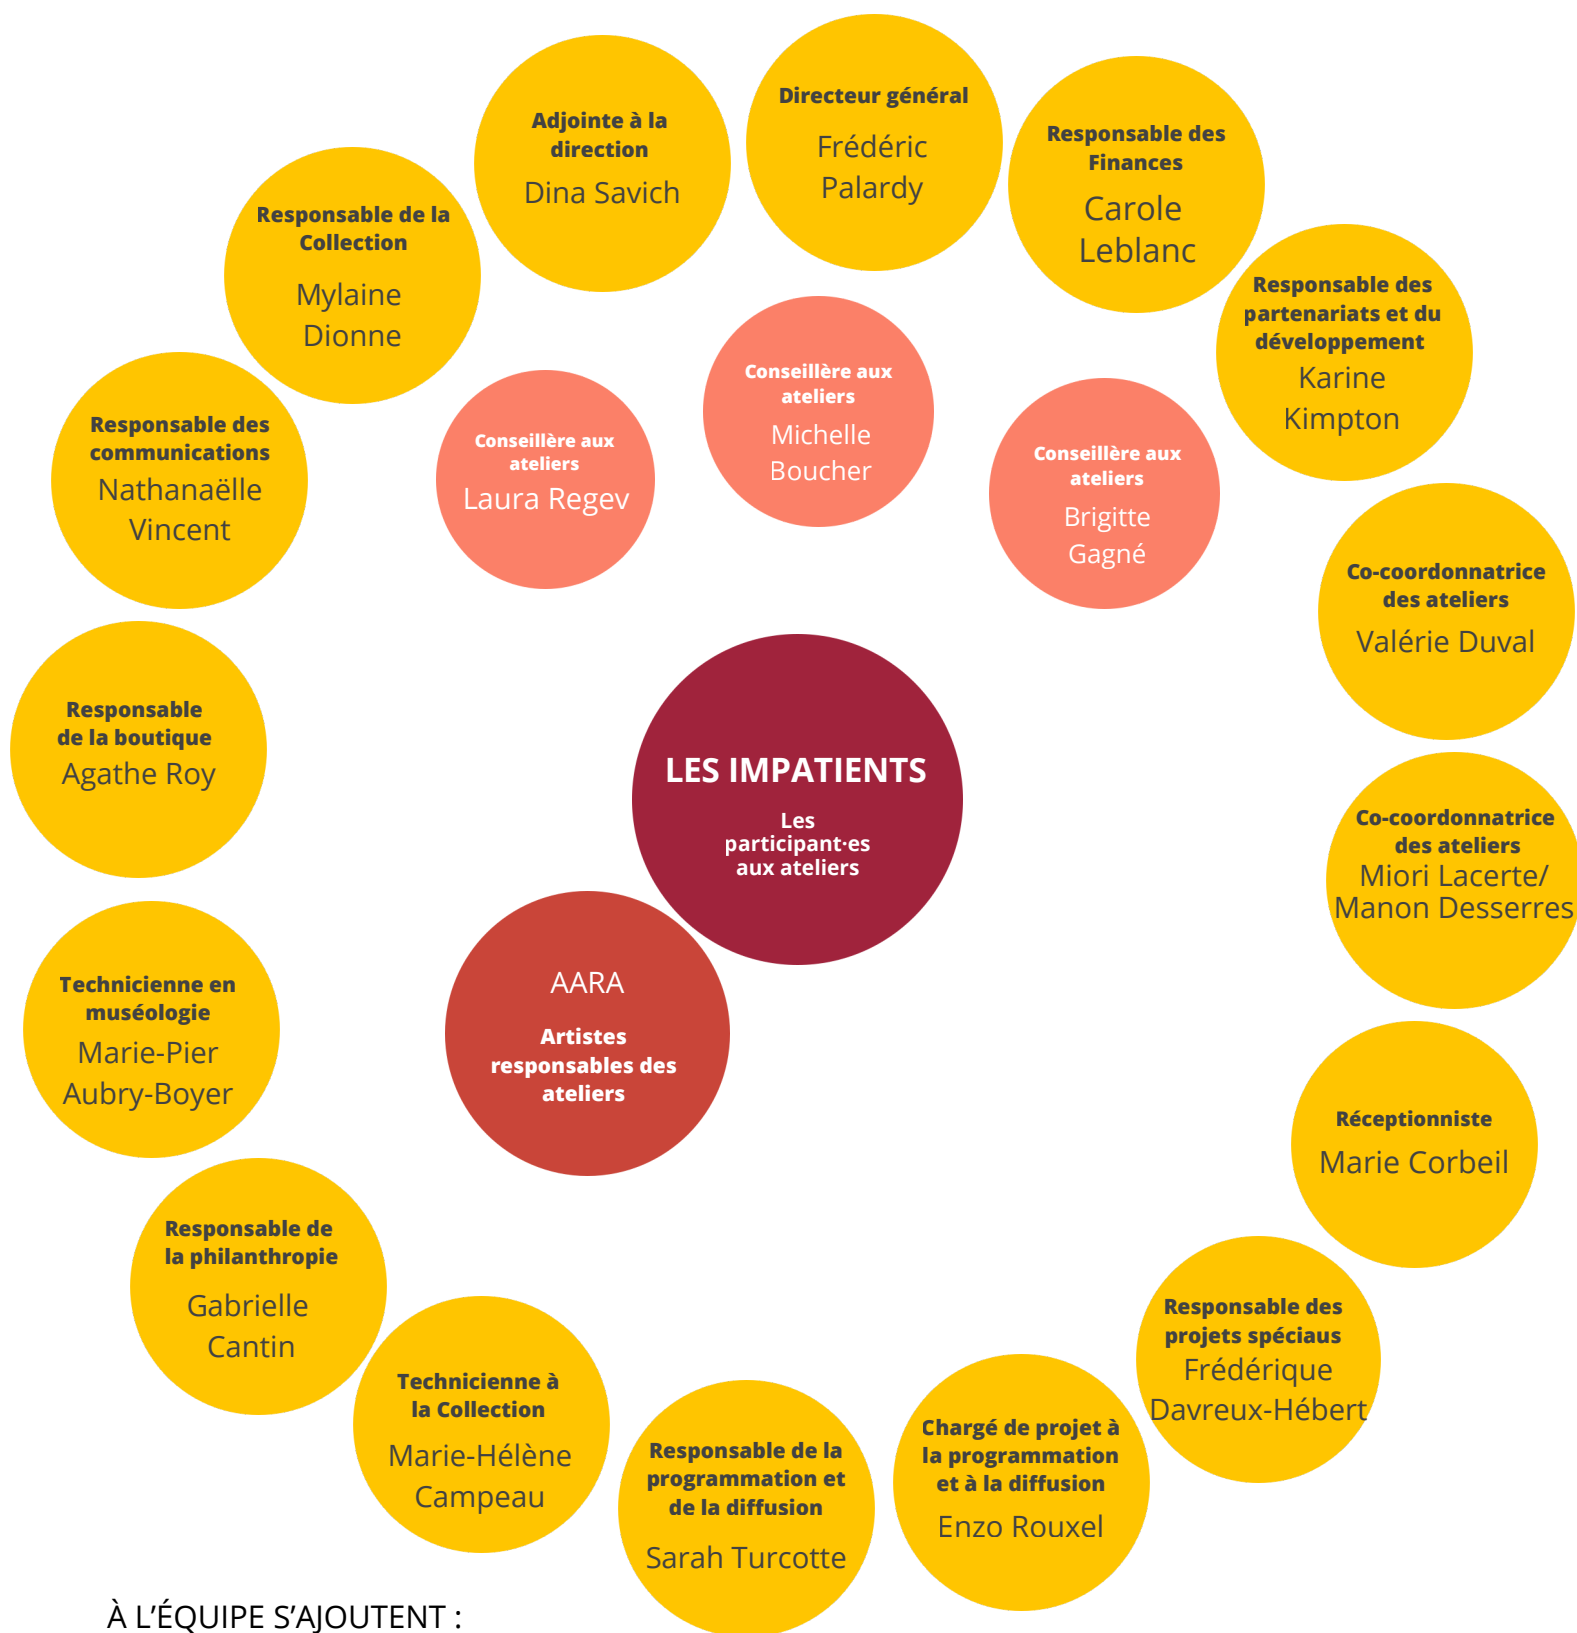 Directeur général
Frédéric
Palardy
Adjointe à la
direction
Dina Savich
Responsable des
Finances
Carole
Leblanc
Responsable de la
Collection
Mylaine
Dionne
Responsable des
partenariats et du
développement
Karine
Kimpton
Conseillère aux
ateliers
Michelle
Boucher
Conseillère aux
ateliers
Laura Regev
Conseillère aux
ateliers
Brigitte
Gagné
Responsable des
communications
Nathanaëlle
Vincent
Co-coordonnatrice
des ateliers
Valérie Duval
Responsable
de la boutique
Agathe Roy
LES IMPATIENTS
Les
participant·es
aux ateliers
Co-coordonnatrice
des ateliers
Miori Lacerte/
Manon Desserres
Technicienne en
muséologie
Marie-Pier
Aubry-Boyer
AARA
Artistes
responsables des
ateliers
Réceptionniste
Marie Corbeil
Responsable de
la philanthropie
Gabrielle
Cantin
Responsable des
projets spéciaus
Frédérique
Davreux-Hébert
Technicienne à
la Collection
Marie-Hélène
Campeau
Responsable de la
programmation et
de la diffusion
Sarah Turcotte
Chargé de projet à
la programmation
et à la diffusion
Enzo Rouxel
À L'ÉQUIPE S'AJOUTENT :